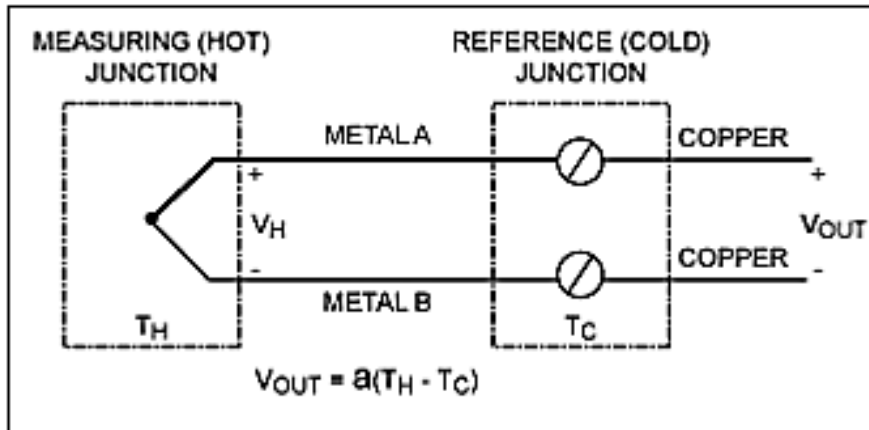 MEASURING (HOT)
JUNCTION
REFERENCE (COLD)
JUNCTION
METAL A
COPPER
+
+
VH
VOUT
-
COPPER
-
METAL B
TH
TC
VOUT = a(TH - TC)